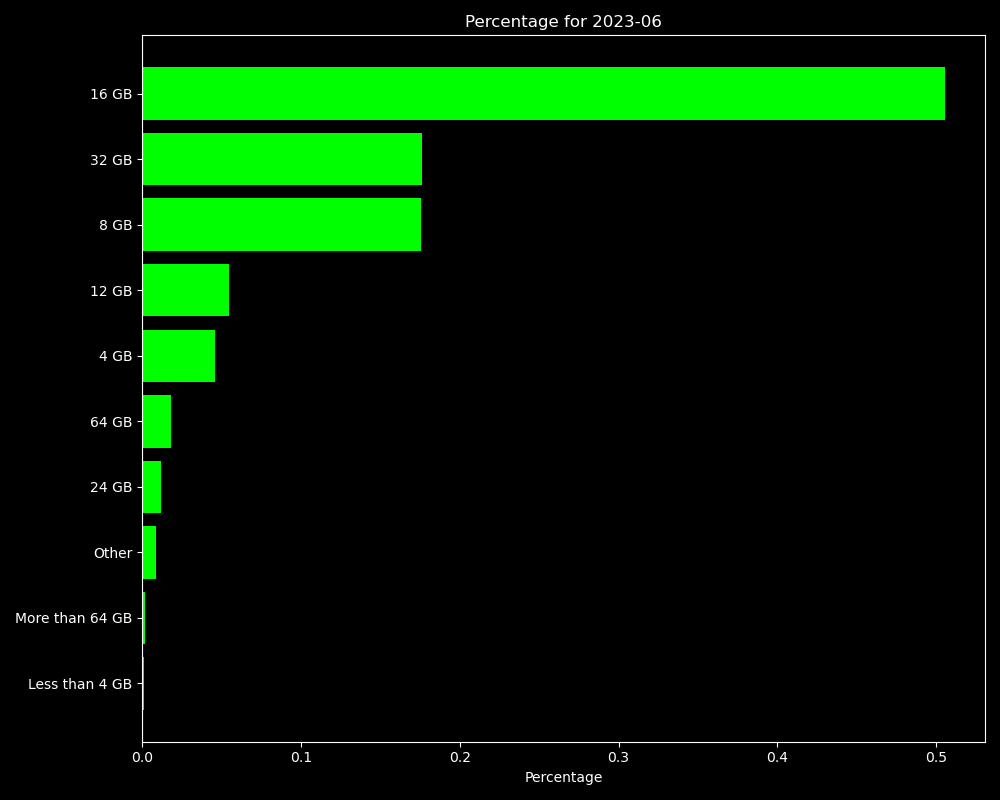 Percentage for 2023-06
16 GB
32 GB
8 GB
12 GB
4 GB
64 GB
24 GB
Other
More than 64 GB
Less than 4 GB
0.0 0.1 0.2 0.3 0.4 0.5
Percentage